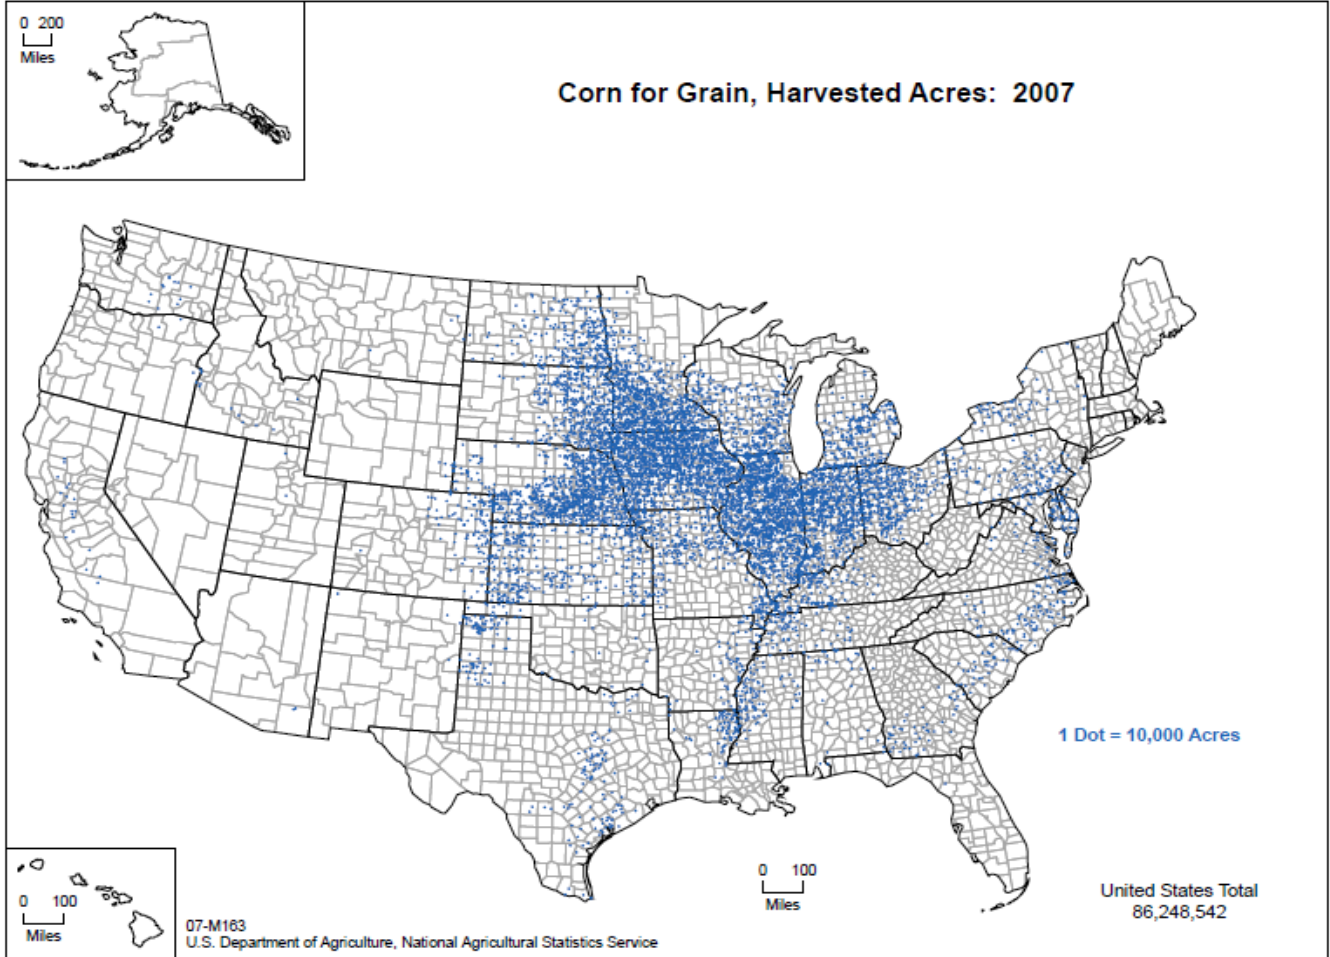 0 200
Miles
Corn for Grain, Harvested Acres: 2007
1 Dot = 10,000 Acres
0 100
Miles
United States Total
86,248,542
0 100
Miles
07-M163
U.S. Department of Agriculture, National Agricultural Statistics Service